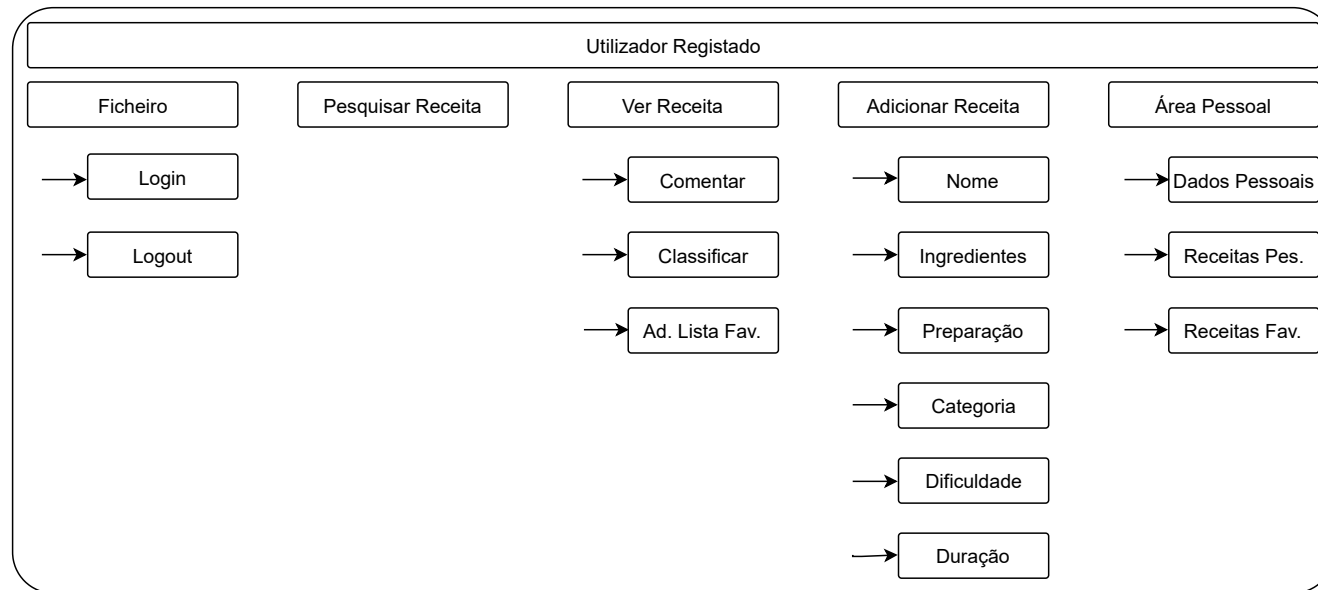 Utilizador Registado
Ficheiro
Pesquisar Receita
Ver Receita
Adicionar Receita
Área Pessoal
Login
Logout
Comentar
Classificar
Ad. Lista Fav.
Nome
Ingredientes
Preparação
Categoria
Dificuldade
Duração
Dados Pessoais
Receitas Pes.
Receitas Fav.